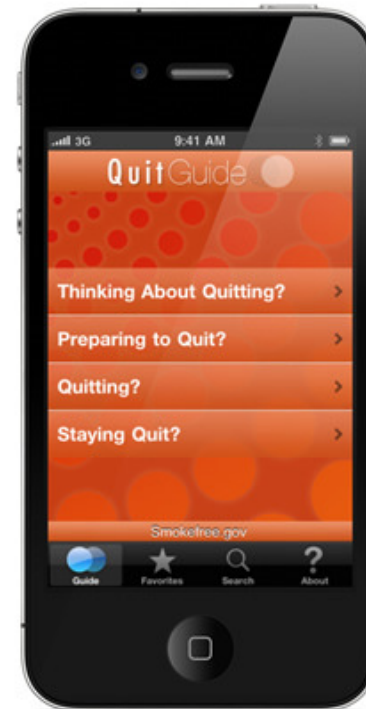 3G 9:41 AM
QuitGuide
Thinking About Quitting?
Preparing to Quit?
Quitting?
Staying Quit?
Smokefree.gov
Guide Favorites Search About